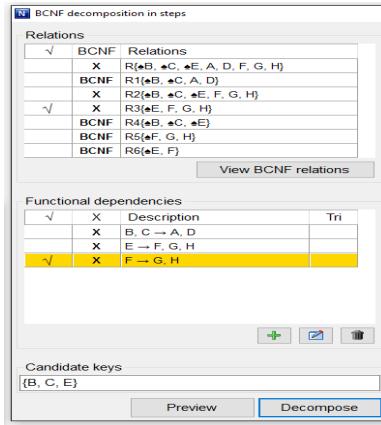 N BCNF decomposition in steps
Relations
√ BCNF Relations
X R{♠B, ♠C, ♠E, A, D, F, G, H}
BCNF R1{♠B, ♠C, A, D}
X R2{♠B, ♠C, ♠E, F, G, H}
√ X R3{♠E, F, G, H}
BCNF R4{♠B, ♠C, ♠E}
BCNF R5{♠F, G, H}
BCNF R6{♠E, F}
View BCNF relations
Functional dependencies
√ X Description Tri
X B, C → A, D
X E → F, G, H
√ X F → G, H
Candidate keys
{B, C, E}
Preview Decompose